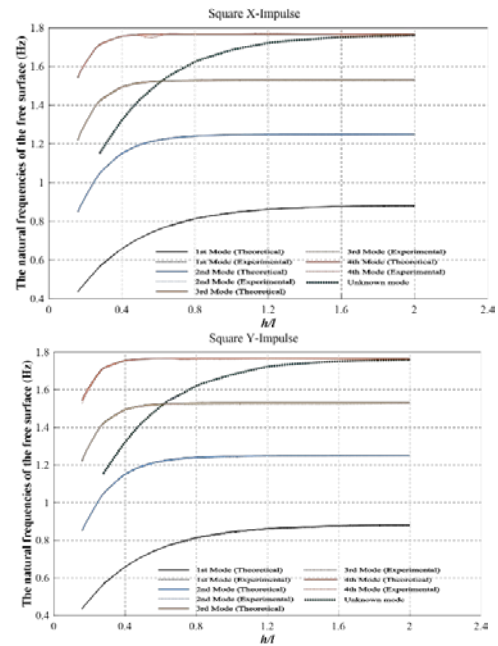 Square X-Impulse
The natural frequencies of the free surface (Hz)
1.8
1.6
1.4
1.2
1
0.8
0.6
0.4
1st Mode (Theoretical)
1st Mode (Experimental)
2nd Mode (Theoretical)
2nd Mode (Experimental)
3rd Mode (Theoretical)
3rd Mode (Experimental)
4th Mode (Theoretical)
4th Mode (Experimental)
Unknown mode
0 0.4 0.8 1.2 1.6 2
h/l
Square Y-Impulse
The natural frequencies of the free surface (Hz)
1.8
1.6
1.4
1.2
1
0.8
0.6
0.4
1st Mode (Theoretical)
1st Mode (Experimental)
2nd Mode (Theoretical)
2nd Mode (Experimental)
3rd Mode (Theoretical)
3rd Mode (Experimental)
4th Mode (Theoretical)
4th Mode (Experimental)
Unknown mode
0 0.4 0.8 1.2 1.6 2
h/l